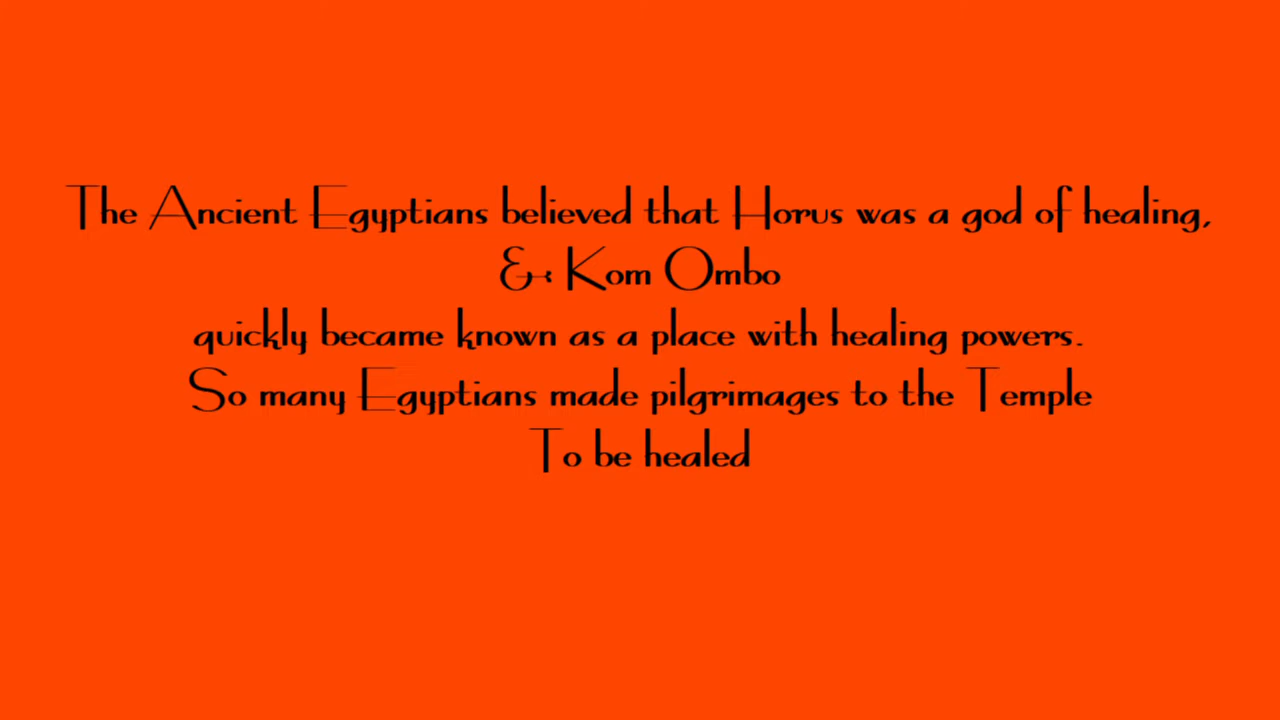 The Ancient Egyptians believed that Horus was a god of healing,
& Kom Ombo
quickly became known as a place with healing powers.
So many Egyptians made pilgrimages to the Temple
To be healed